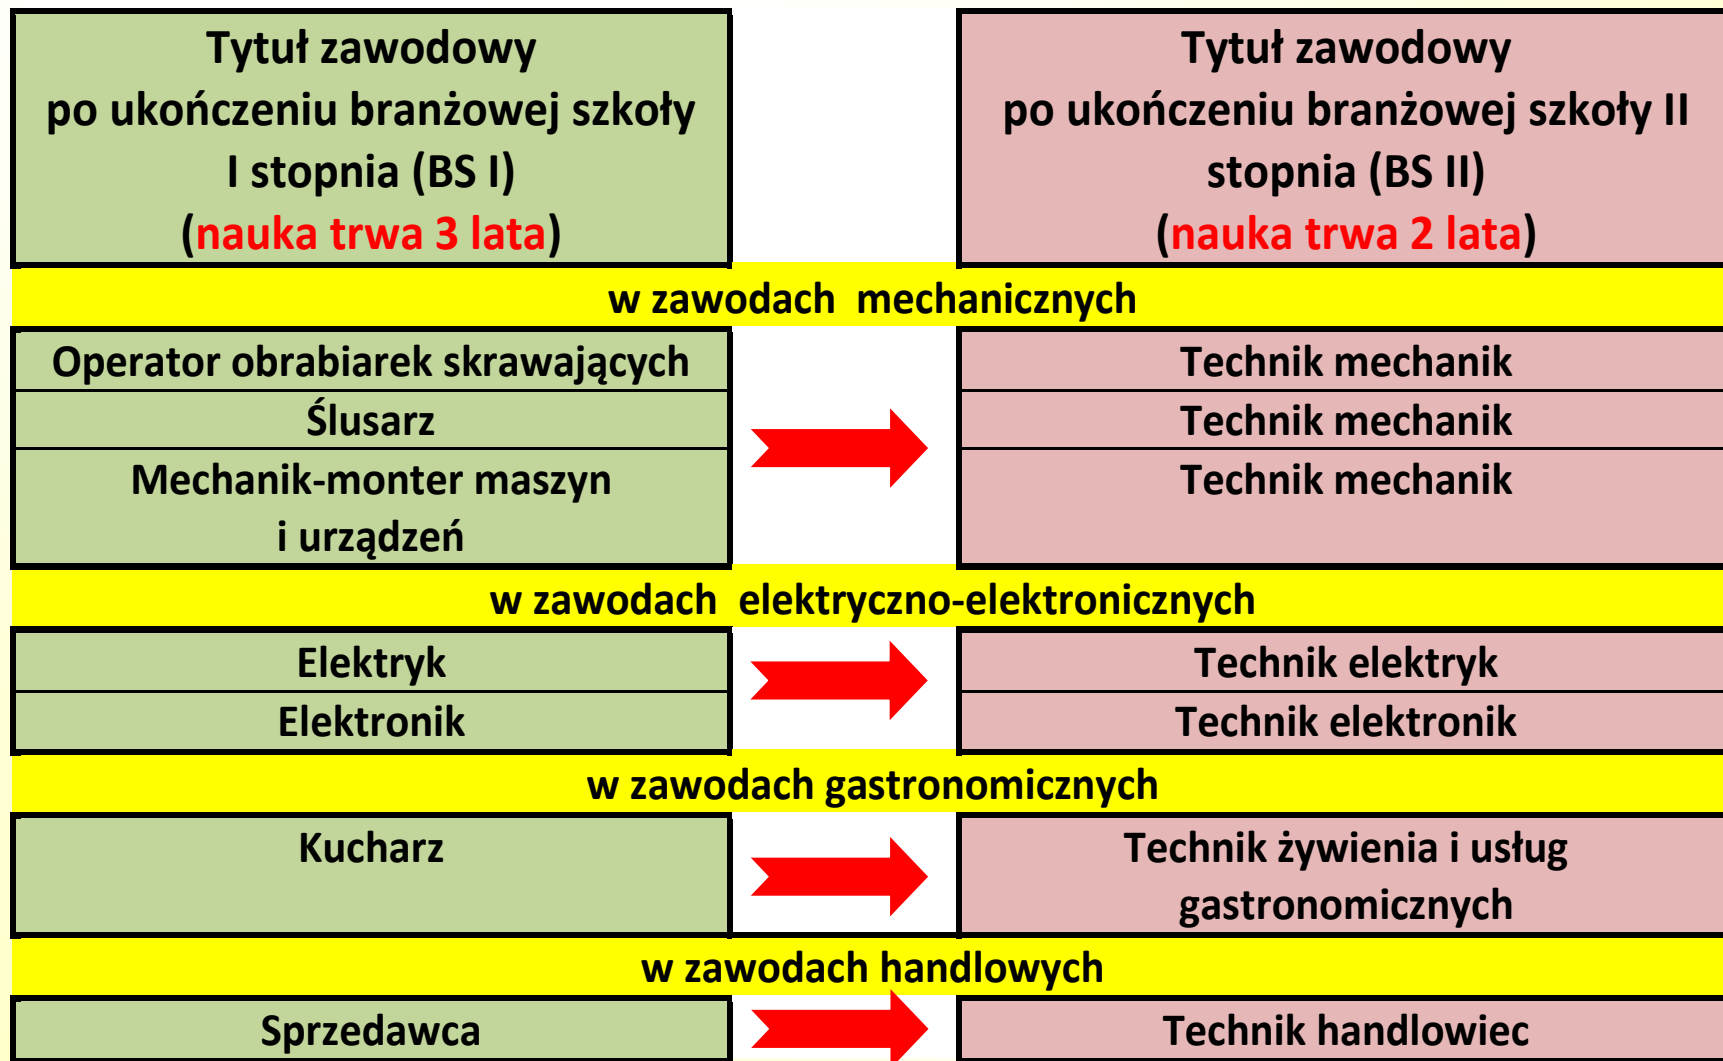 Tytuł zawodowy
po ukończeniu branżowej szkoły
I stopnia (BS I)
(nauka trwa 3 lata)
Tytuł zawodowy
po ukończeniu branżowej szkoły II
stopnia (BS II)
(nauka trwa 2 lata)
w zawodach mechanicznych
Operator obrabiarek skrawających
Technik mechanik
Ślusarz
Technik mechanik
Mechanik-monter maszyn
i urządzeń
Technik mechanik
w zawodach elektryczno-elektronicznych
Elektryk
Technik elektryk
Elektronik
Technik elektronik
w zawodach gastronomicznych
Kucharz
Technik żywienia i usług
gastronomicznych
w zawodach handlowych
Sprzedawca
Technik handlowiec